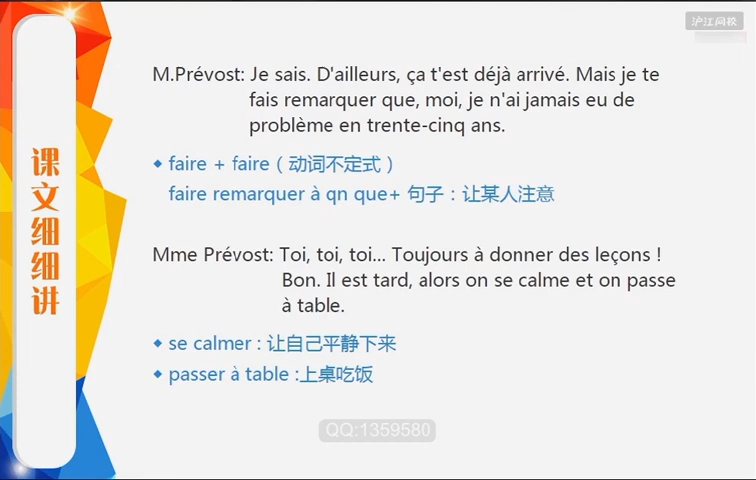 沪江网校
M.Prévost: Je sais. D'ailleurs, ça t'est déjà arrivé. Mais je te
fais remarquer que, moi, je n'ai jamais eu de
problème en trente-cinq ans.
课文细细讲
◆ faire + faire（动词不定式）
faire remarquer à qn que+ 句子：让某人注意
Mme Prévost: Toi, toi, toi... Toujours à donner des leçons !
Bon. Il est tard, alors on se calme et on passe
à table.
◆ se calmer : 让自己平静下来
◆ passer à table :上桌吃饭
QQ:1359580